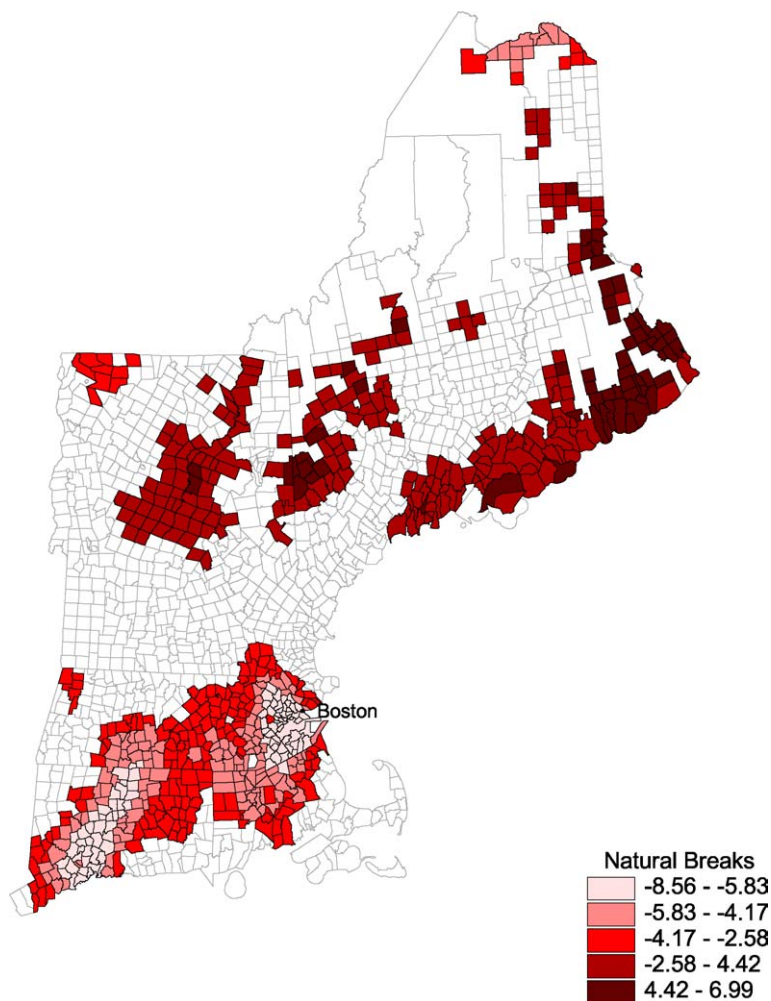 Boston
Natural Breaks
-8.56 - -5.83
-5.83 - -4.17
-4.17 - -2.58
-2.58 - 4.42
4.42 - 6.99